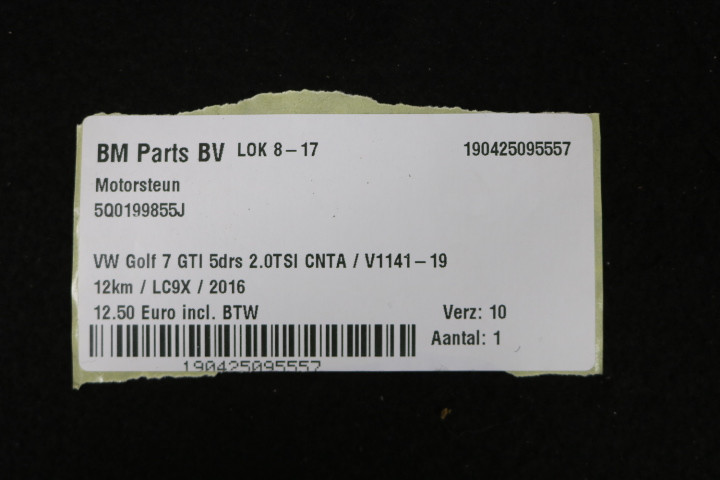 BM Parts BV LOK 8-17 190425095557
Motorsteun
5Q0199855J
VW Golf 7 GTI 5drs 2.0TSI CNTA / V1141-19
12km / LC9X / 2016
12.50 Euro incl. BTW Verz: 10
Aantal: 1
190425095557